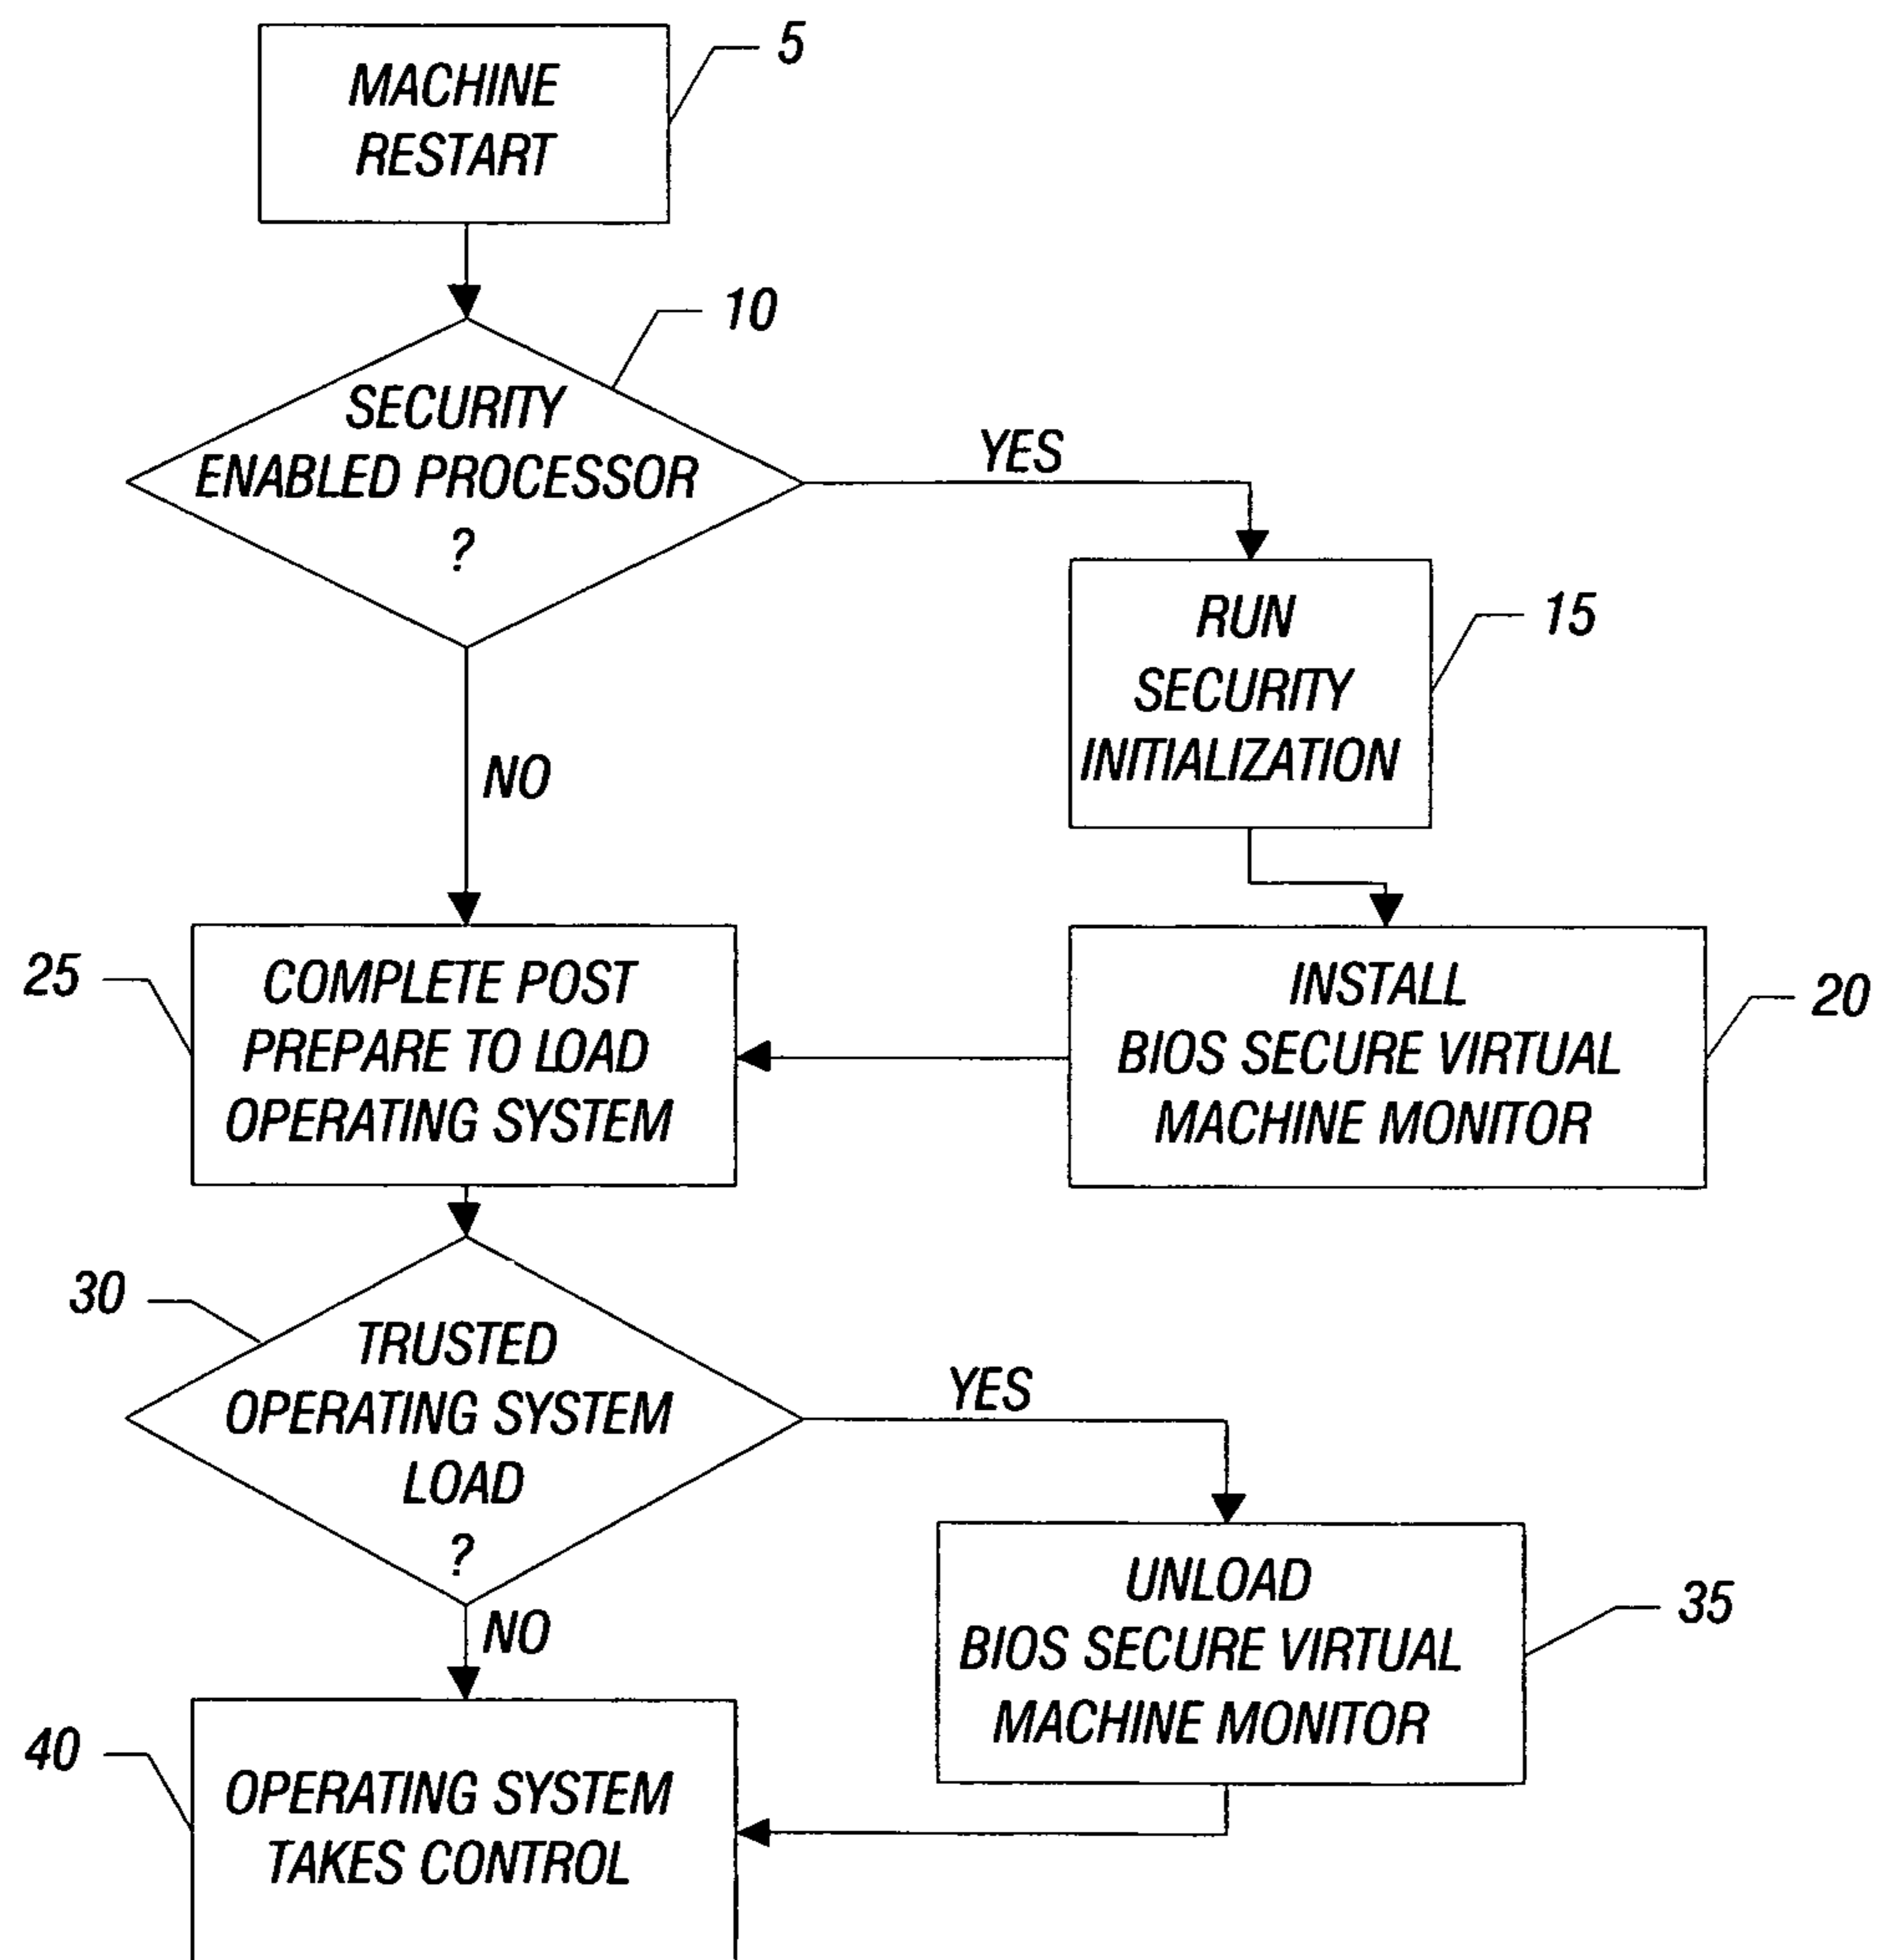 MACHINE
RESTART
5
SECURITY
ENABLED PROCESSOR
?
10
YES
NO
RUN
SECURITY
INITIALIZATION
15
INSTALL
BIOS SECURE VIRTUAL
MACHINE MONITOR
20
25
COMPLETE POST
PREPARE TO LOAD
OPERATING SYSTEM
30
TRUSTED
OPERATING SYSTEM
LOAD
?
YES
NO
UNLOAD
BIOS SECURE VIRTUAL
MACHINE MONITOR
35
40
OPERATING SYSTEM
TAKES CONTROL